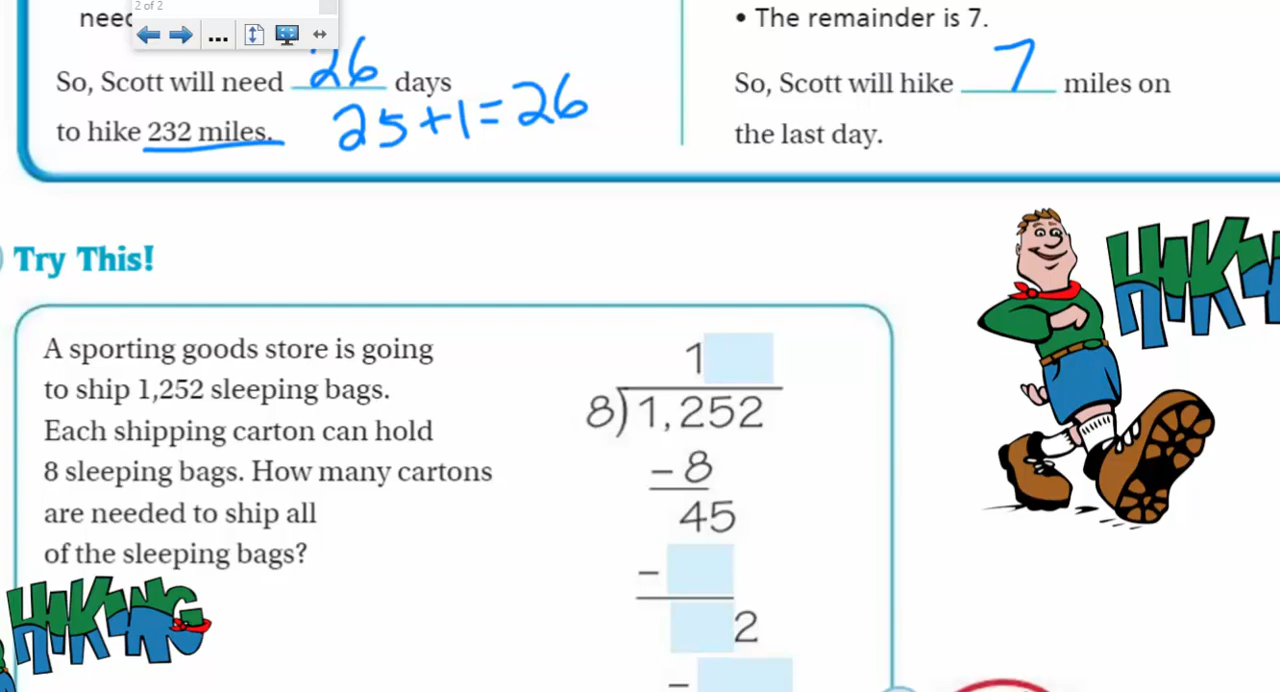 2 of 2
need
So, Scott will need 26 days
25+1=26
to hike 232 miles.
• The remainder is 7.
So, Scott will hike 7 miles on
the last day.
Try This!
A sporting goods store is going
to ship 1,252 sleeping bags.
Each shipping carton can hold
8 sleeping bags. How many cartons
are needed to ship all
of the sleeping bags?
1
8)1,252
−8
45
−
2
−
HIKING
HIKIN